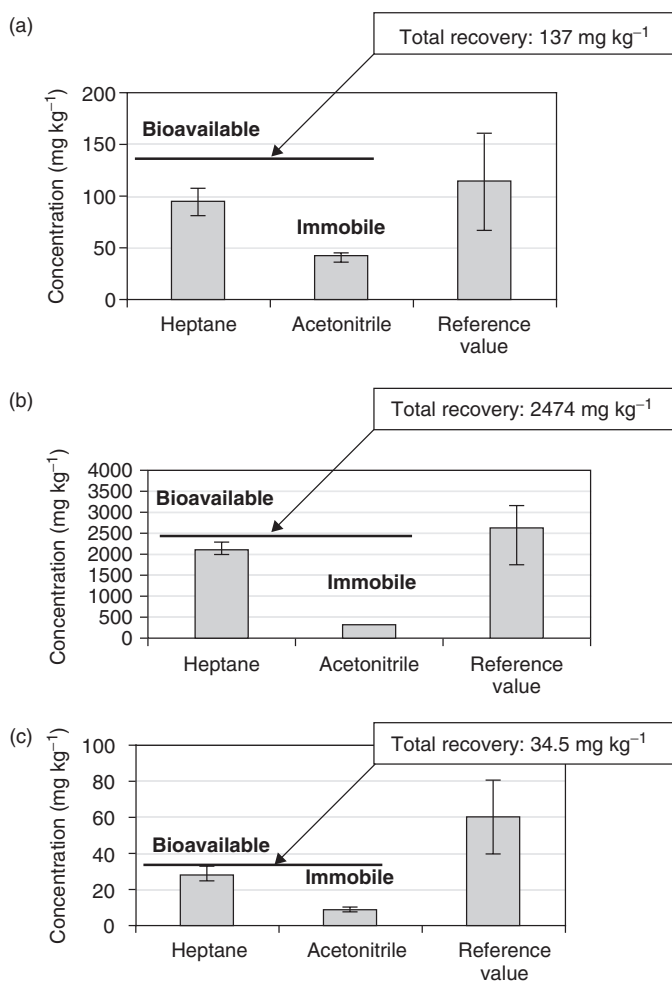 (a)
Total recovery: 137 mg kg⁻¹
Concentration (mg kg⁻¹)
200
150
100
50
0
Bioavailable
Immobile
Heptane
Acetonitrile
Reference
value
(b)
Total recovery: 2474 mg kg⁻¹
Concentration (mg kg⁻¹)
4000
3500
3000
2500
2000
1500
1000
500
0
Bioavailable
Immobile
Heptane
Acetonitrile
Reference
value
(c)
Total recovery: 34.5 mg kg⁻¹
Concentration (mg kg⁻¹)
100
80
60
40
20
0
Bioavailable
Immobile
Heptane
Acetonitrile
Reference
value